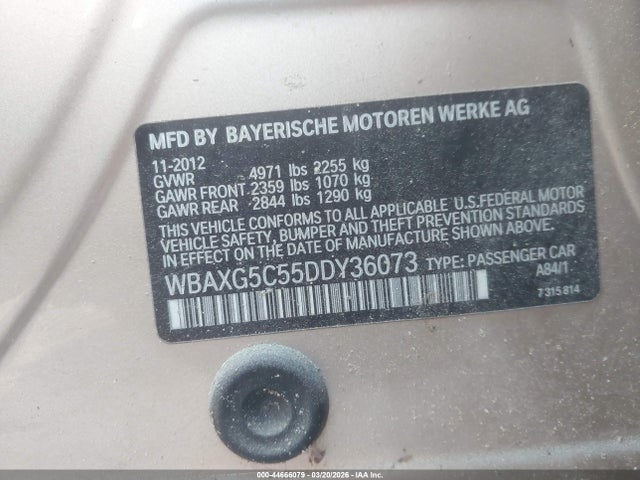 MFD BY BAYERISCHE MOTOREN WERKE AG
11-2012
GVWR 4971 lbs 2255 kg
GAWR FRONT 2359 lbs 1070 kg
GAWR REAR 2844 lbs 1290 kg
THIS VEHICLE CONFORMS TO ALL APPLICABLE U.S.FEDERAL MOTOR
VEHICLE SAFETY, BUMPER AND THEFT PREVENTION STANDARDS
IN EFFECT ON THE DATE OF MANUFACTURE SHOWN ABOVE.
WBAXG5C55DDY36073 TYPE: PASSENGER CAR
A84/1
7 315 814
000-44666079 | 03/20/2026 - IAA, Inc.